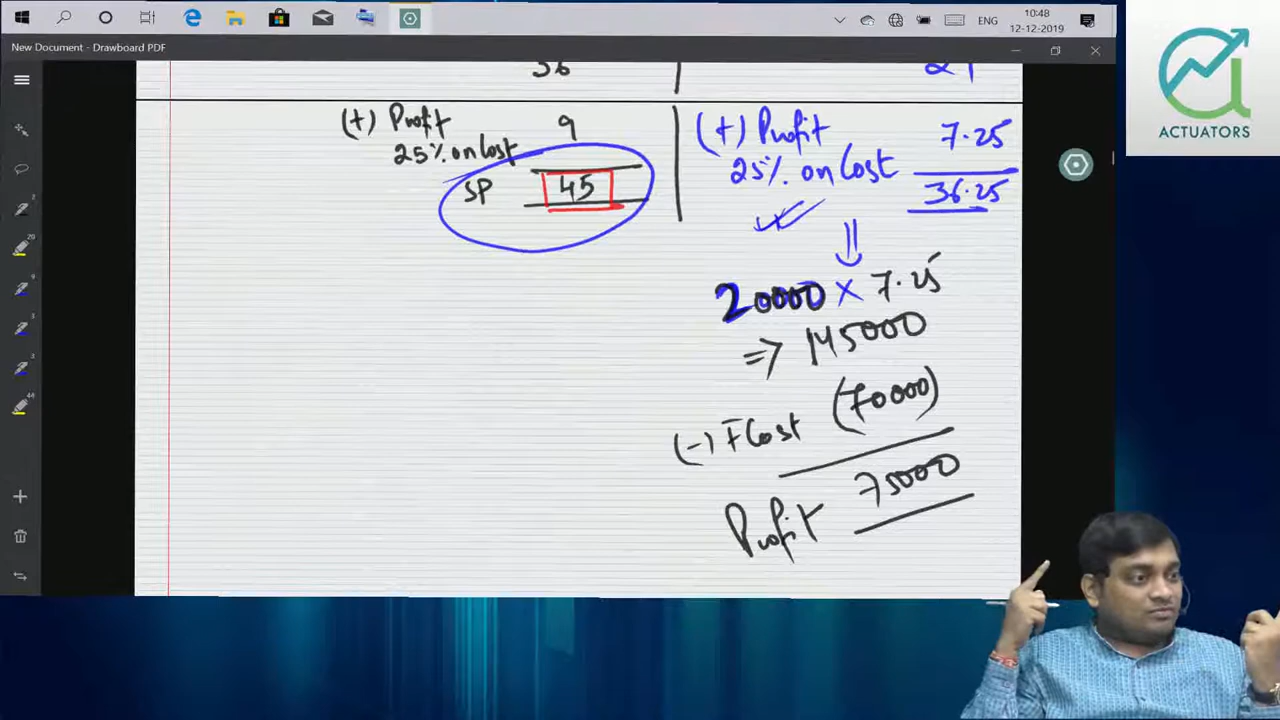 10:48
ENG
12-12-2019
New Document - Drawboard PDF
36
(+) Profit 9
25% on Cost
SP 45
(+) Profit 7.25
25% on Cost
36.25
20000 × 7.25
⇒ 145000
(-) F Cost (70000)
Profit 75000
ACTUATORS